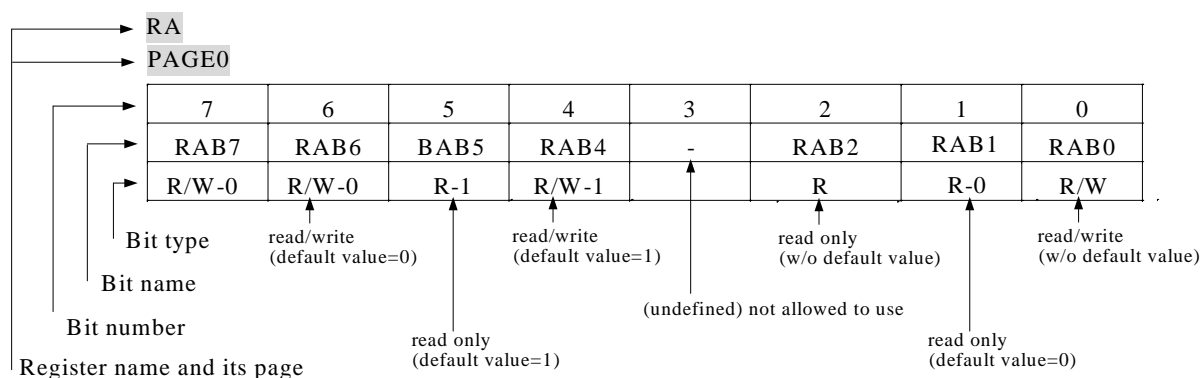 RA
PAGE0
7 6 5 4 3 2 1 0
RAB7 RAB6 BAB5 RAB4 - RAB2 RAB1 RAB0
R/W-0 R/W-0 R-1 R/W-1 R R-0 R/W
Bit type
read/write
(default value=0)
read/write
(default value=1)
read only
(w/o default value)
read/write
(w/o default value)
Bit name
(undefined) not allowed to use
Bit number
read only
(default value=1)
read only
(default value=0)
Register name and its page